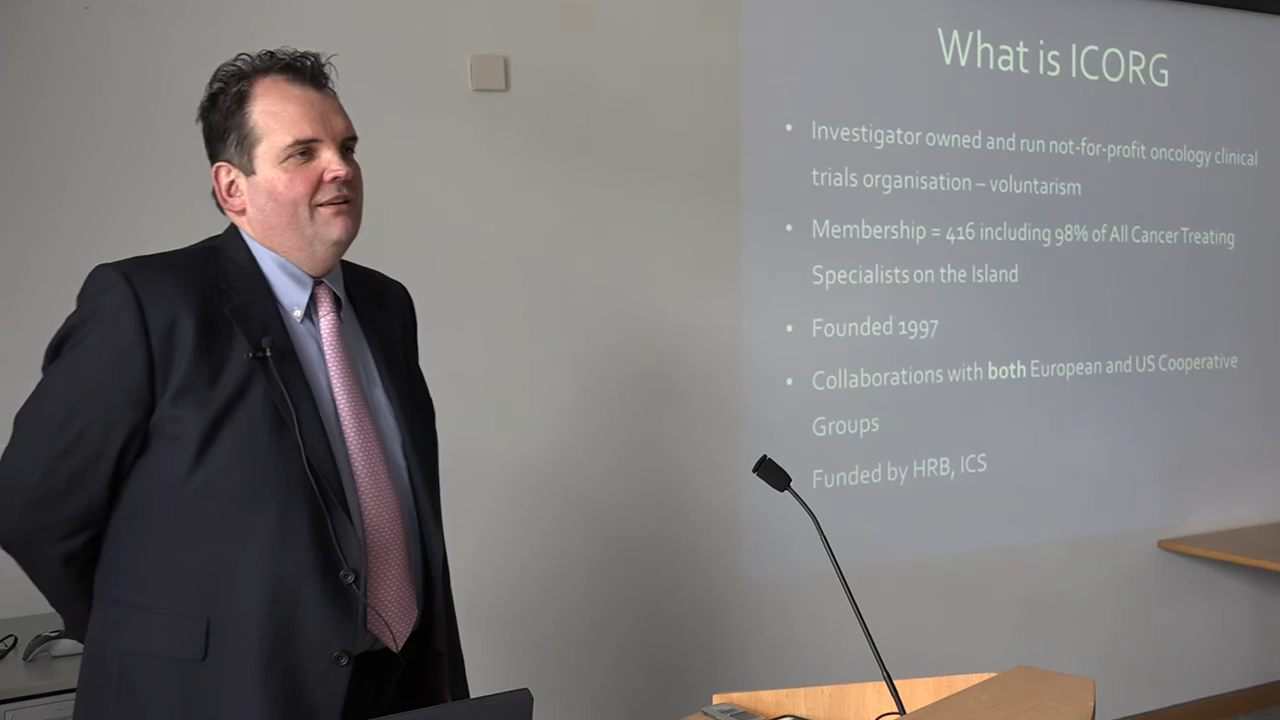 What is ICORG
• Investigator owned and run not-for-profit oncology clinical
trials organisation – voluntarism
• Membership = 416 including 98% of All Cancer Treating
Specialists on the Island
• Founded 1997
• Collaborations with both European and US Cooperative
Groups
Funded by HRB, ICS